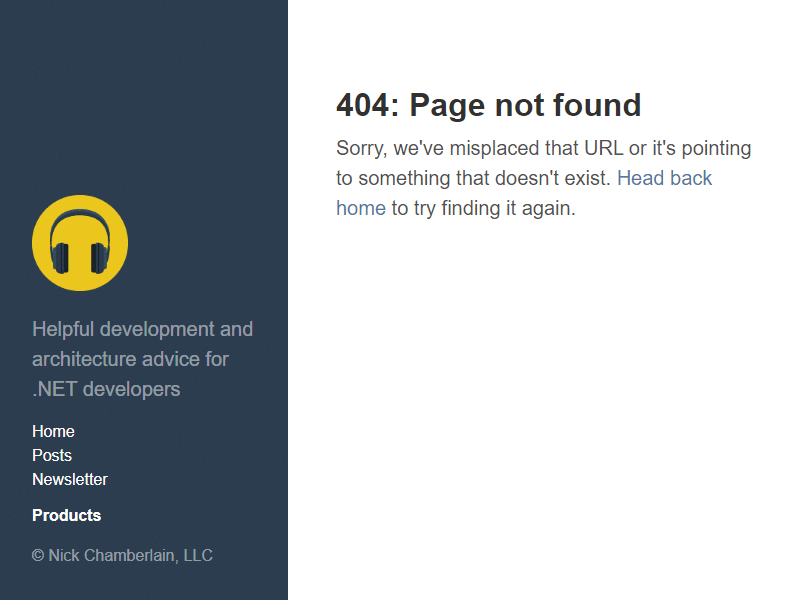 404: Page not found
Sorry, we've misplaced that URL or it's pointing
to something that doesn't exist. Head back
home to try finding it again.
Helpful development and
architecture advice for
.NET developers
Home
Posts
Newsletter
Products
© Nick Chamberlain, LLC